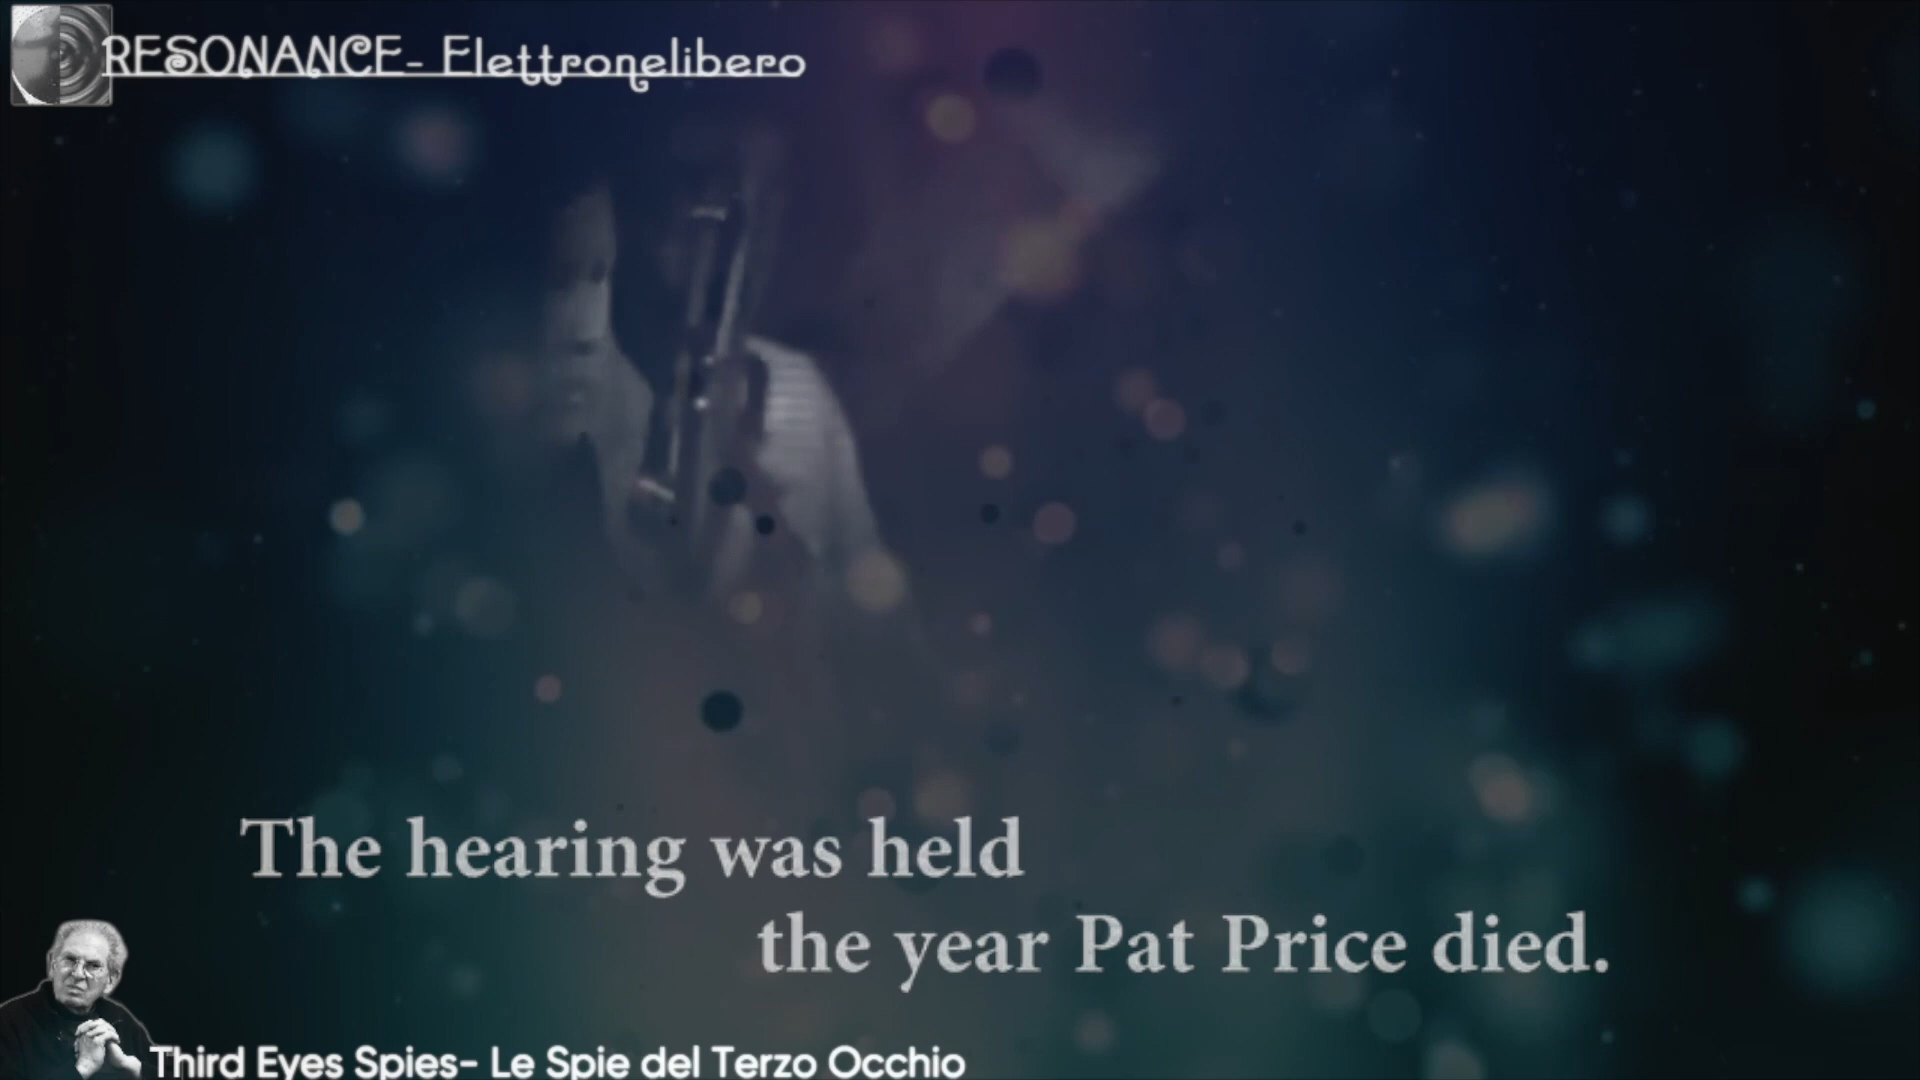 RESONANCE- Elettronelibero
The hearing was held
the year Pat Price died.
Third Eyes Spies- Le Spie del Terzo Occhio